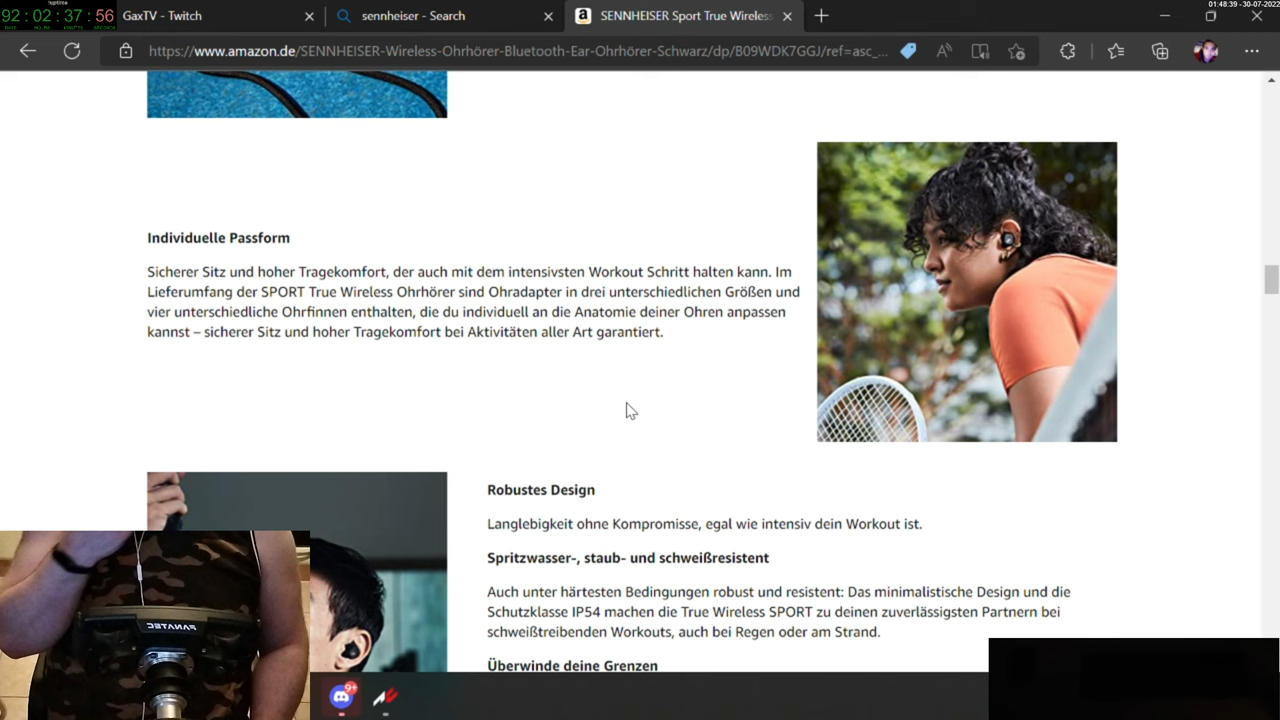 92:02:37:56
DAYS HOURS MINUTES SECONDS
GaxTV - Twitch
sennheiser - Search
SENNHEISER Sport True Wireless
01:48:39 - 30-07-2022
https://www.amazon.de/SENNHEISER-Wireless-Ohrhörer-Bluetooth-Ear-Ohrhörer-Schwarz/dp/B09WDK7GGJ/ref=asc_...
Individuelle Passform
Sicherer Sitz und hoher Tragekomfort, der auch mit dem intensivsten Workout Schritt halten kann. Im
Lieferumfang der SPORT True Wireless Ohrhörer sind Ohradapter in drei unterschiedlichen Größen und
vier unterschiedliche Ohrfinnen enthalten, die du individuell an die Anatomie deiner Ohren anpassen
kannst – sicherer Sitz und hoher Tragekomfort bei Aktivitäten aller Art garantiert.
Robustes Design
Langlebigkeit ohne Kompromisse, egal wie intensiv dein Workout ist.
Spritzwasser-, staub- und schweißresistent
Auch unter härtesten Bedingungen robust und resistent: Das minimalistische Design und die
Schutzklasse IP54 machen die True Wireless SPORT zu deinen zuverlässigsten Partnern bei
schweißtreibenden Workouts, auch bei Regen oder am Strand.
Überwinde deine Grenzen
FANATEC
9+